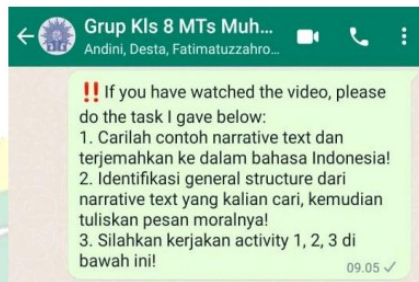 Grup Kls 8 MTs Muh...
Andini, Desta, Fatimatuzzahro...
‼️ If you have watched the video, please
do the task I gave below:
1. Carilah contoh narrative text dan
terjemahkan ke dalam bahasa Indonesia!
2. Identifikasi general structure dari
narrative text yang kalian cari, kemudian
tuliskan pesan moralnya!
3. Silahkan kerjakan activity 1, 2, 3 di
bawah ini!
09.05